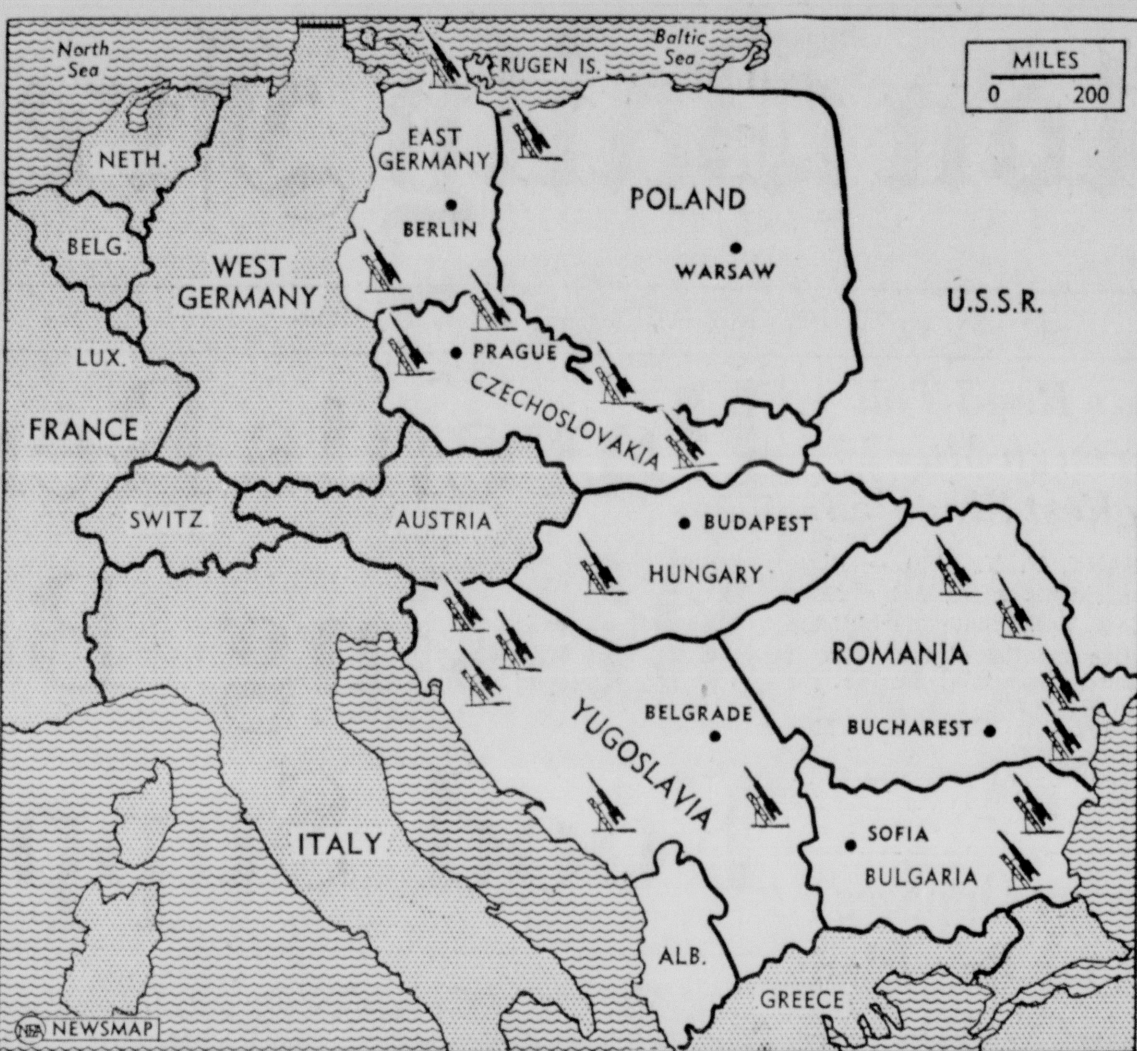 North
Sea
Baltic
Sea
RUGEN IS.
MILES
0 200
NETH.
EAST
GERMANY
BERLIN
POLAND
WARSAW
BELG.
WEST
GERMANY
U.S.S.R.
LUX.
PRAGUE
CZECHOSLOVAKIA
FRANCE
SWITZ.
AUSTRIA
BUDAPEST
HUNGARY
ROMANIA
BELGRADE
YUGOSLAVIA
BUCHAREST
ITALY
SOFIA
BULGARIA
ALB.
GREECE
NEA NEWSMAP